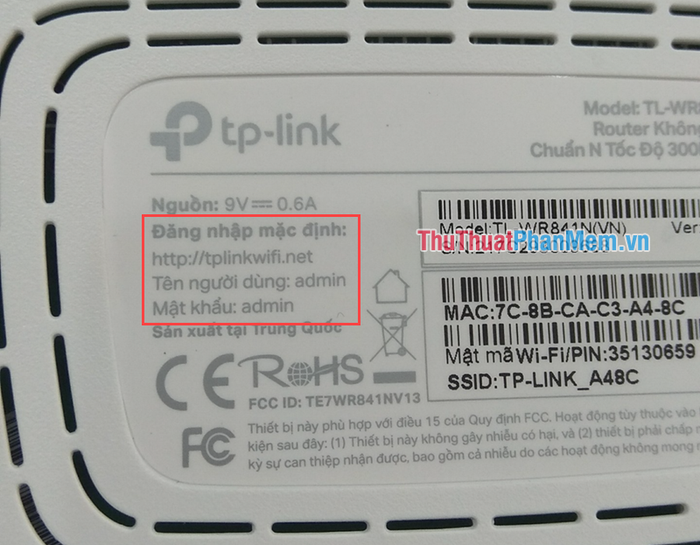 tp-link
Model: TL-WR8
Router Không
Chuẩn N Tốc Độ 300
Nguồn: 9V 0.6A
Đăng nhập mặc định:
http://tplinkwifi.net
Tên người dùng: admin
Mật khẩu: admin
Sản xuất tại Trung Quốc
Model:TL-WR841N(VN) Ver
ThuThuatPhanMem.vn
MAC:7C-8B-CA-C3-A4-8C
Mật mã Wi-Fi/PIN:35130659
SSID:TP-LINK_A48C
CE RoHS
FCC ID: TE7WR841NV13
FC
Thiết bị này phù hợp với điều 15 của Quy định FCC. Hoạt động tùy thuộc vào
kiện sau đây: (1) Thiết bị này không gây nhiễu có hại, và (2) thiết bị phải chấp
kỳ sự can thiệp nhận được, bao gồm cả nhiễu do các hoạt động không mong